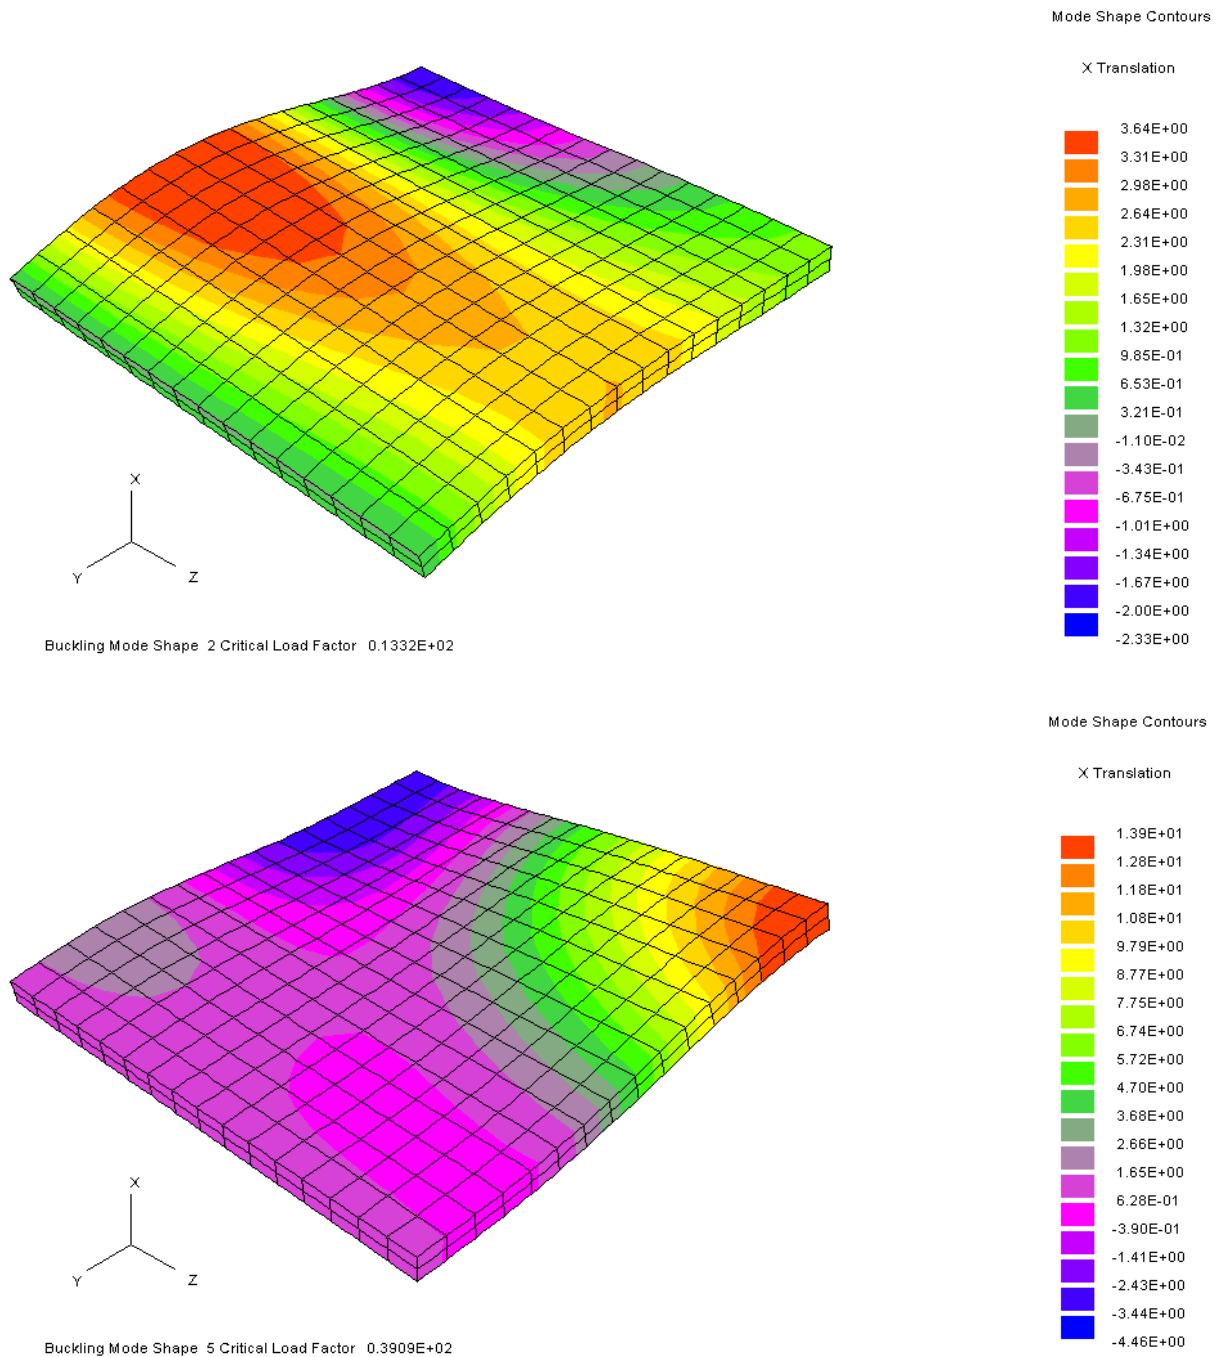 Mode Shape Contours
X Translation
3.64E+00
3.31E+00
2.98E+00
2.64E+00
2.31E+00
1.98E+00
1.65E+00
1.32E+00
9.85E-01
6.53E-01
3.21E-01
-1.10E-02
-3.43E-01
-6.75E-01
-1.01E+00
-1.34E+00
-1.67E+00
-2.00E+00
-2.33E+00
X
Y
Z
Buckling Mode Shape 2 Critical Load Factor 0.1332E+02
Mode Shape Contours
X Translation
1.39E+01
1.28E+01
1.18E+01
1.08E+01
9.79E+00
8.77E+00
7.75E+00
6.74E+00
5.72E+00
4.70E+00
3.68E+00
2.66E+00
1.65E+00
6.28E-01
-3.90E-01
-1.41E+00
-2.43E+00
-3.44E+00
-4.46E+00
X
Y
Z
Buckling Mode Shape 5 Critical Load Factor 0.3909E+02